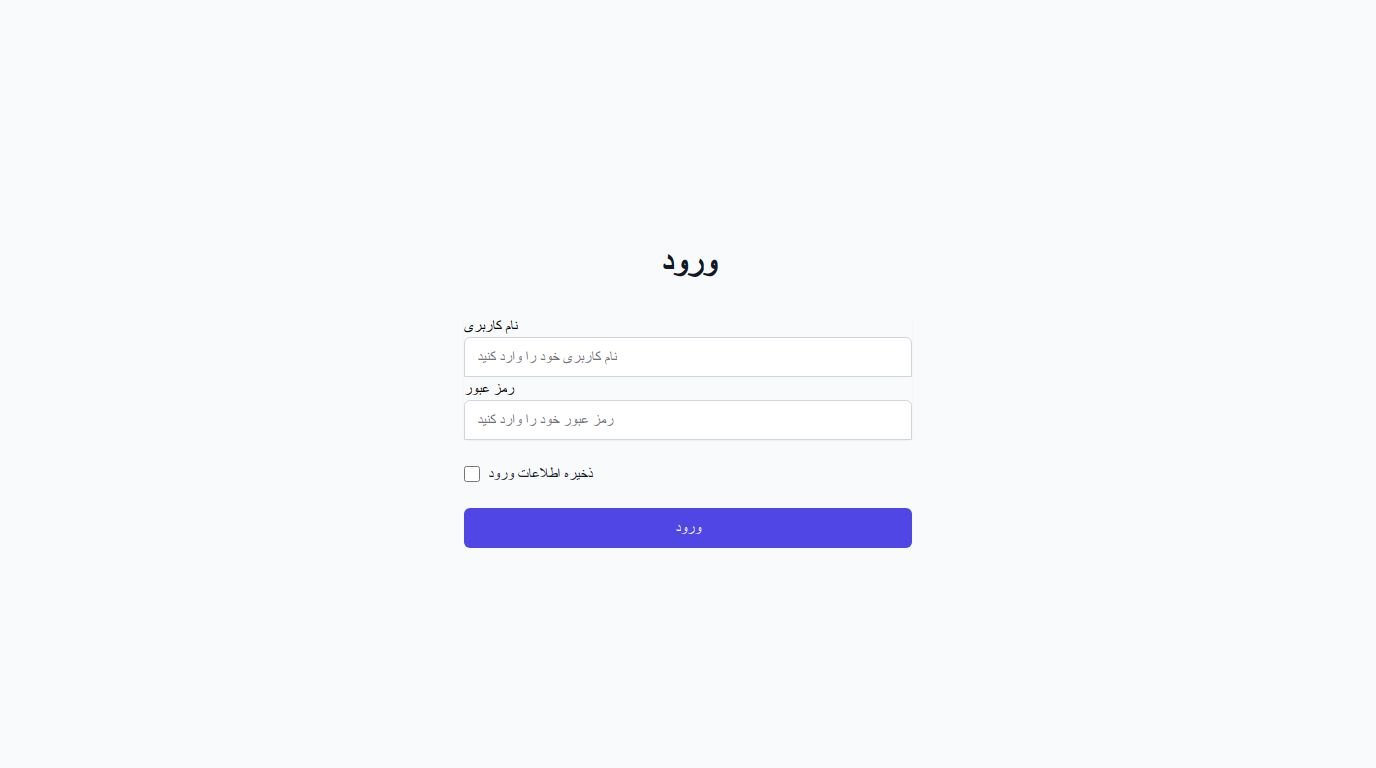 ورود
نام کاربری
نام کاربری خود را وارد کنید
رمز عبور
رمز عبور خود را وارد کنید
ذخیره اطلاعات ورود
ورود